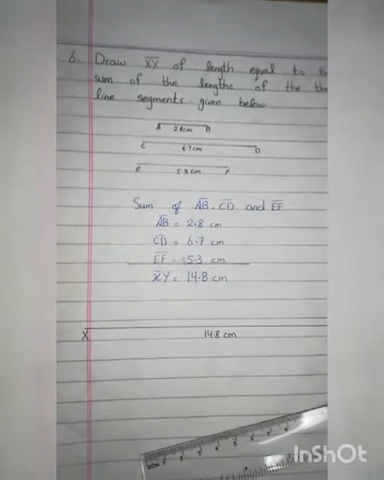 6. Draw XY of length equal to th
sum of the lengths of the the
line segments given below
A 2.8cm B
C 6.7cm D
E 5.3cm F
Sum of AB, CD and EF
AB = 2.8 cm
CD = 6.7 cm
EF = 5.3 cm
XY = 14.8 cm
X 14.8 cm
InShOt